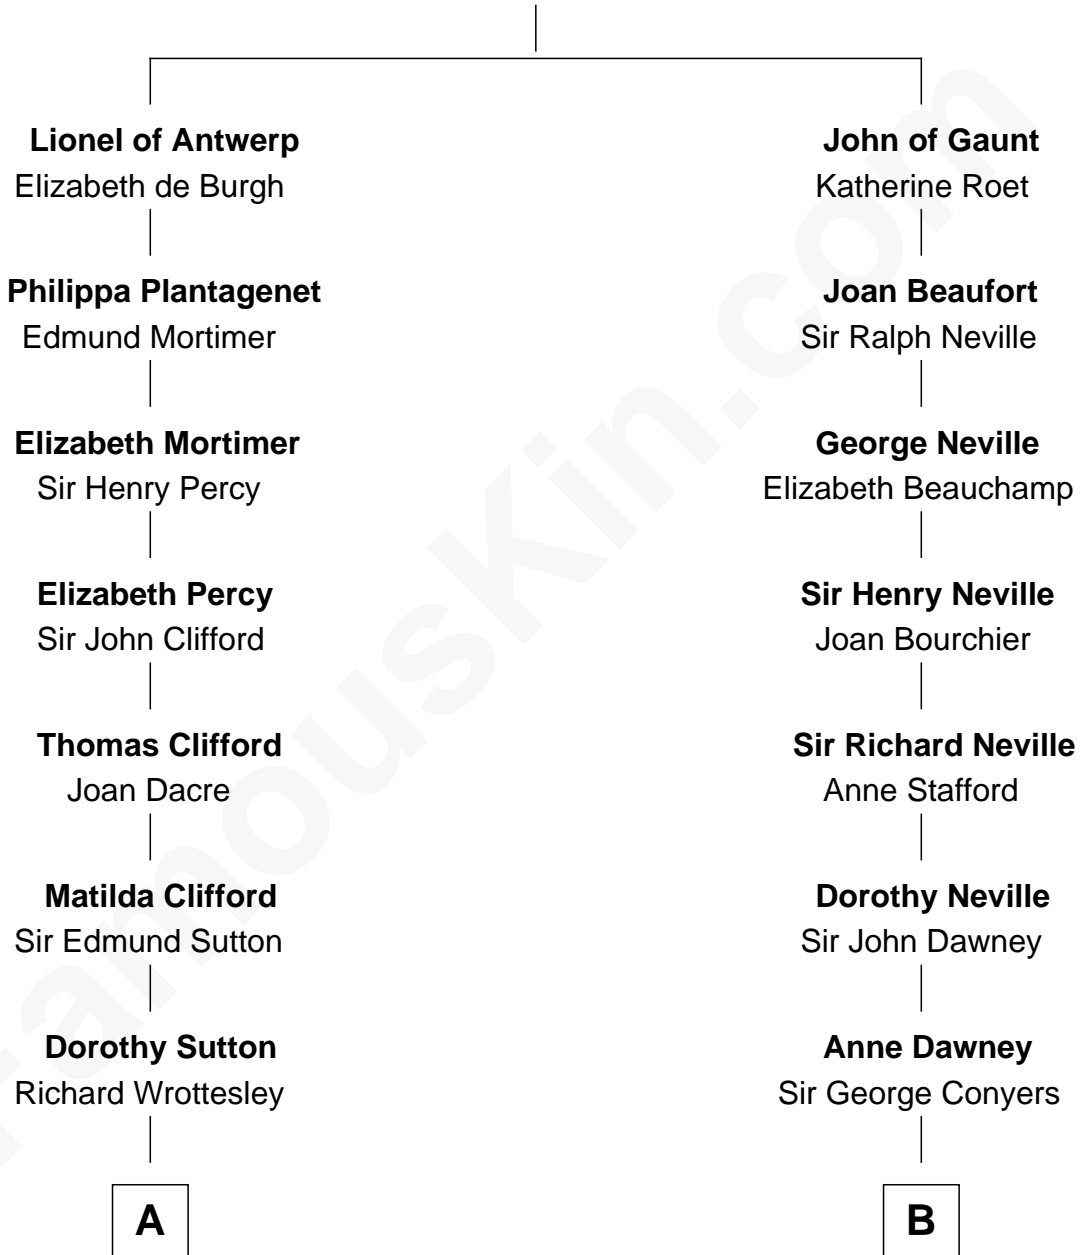 Lionel of Antwerp
Elizabeth de Burgh
Philippa Plantagenet
Edmund Mortimer
Elizabeth Mortimer
Sir Henry Percy
Elizabeth Percy
Sir John Clifford
Thomas Clifford
Joan Dacre
Matilda Clifford
Sir Edmund Sutton
Dorothy Sutton
Richard Wrottesley
A
John of Gaunt
Katherine Roet
Joan Beaufort
Sir Ralph Neville
George Neville
Elizabeth Beauchamp
Sir Henry Neville
Joan Bourchier
Sir Richard Neville
Anne Stafford
Dorothy Neville
Sir John Dawney
Anne Dawney
Sir George Conyers
B
FamousKin.com